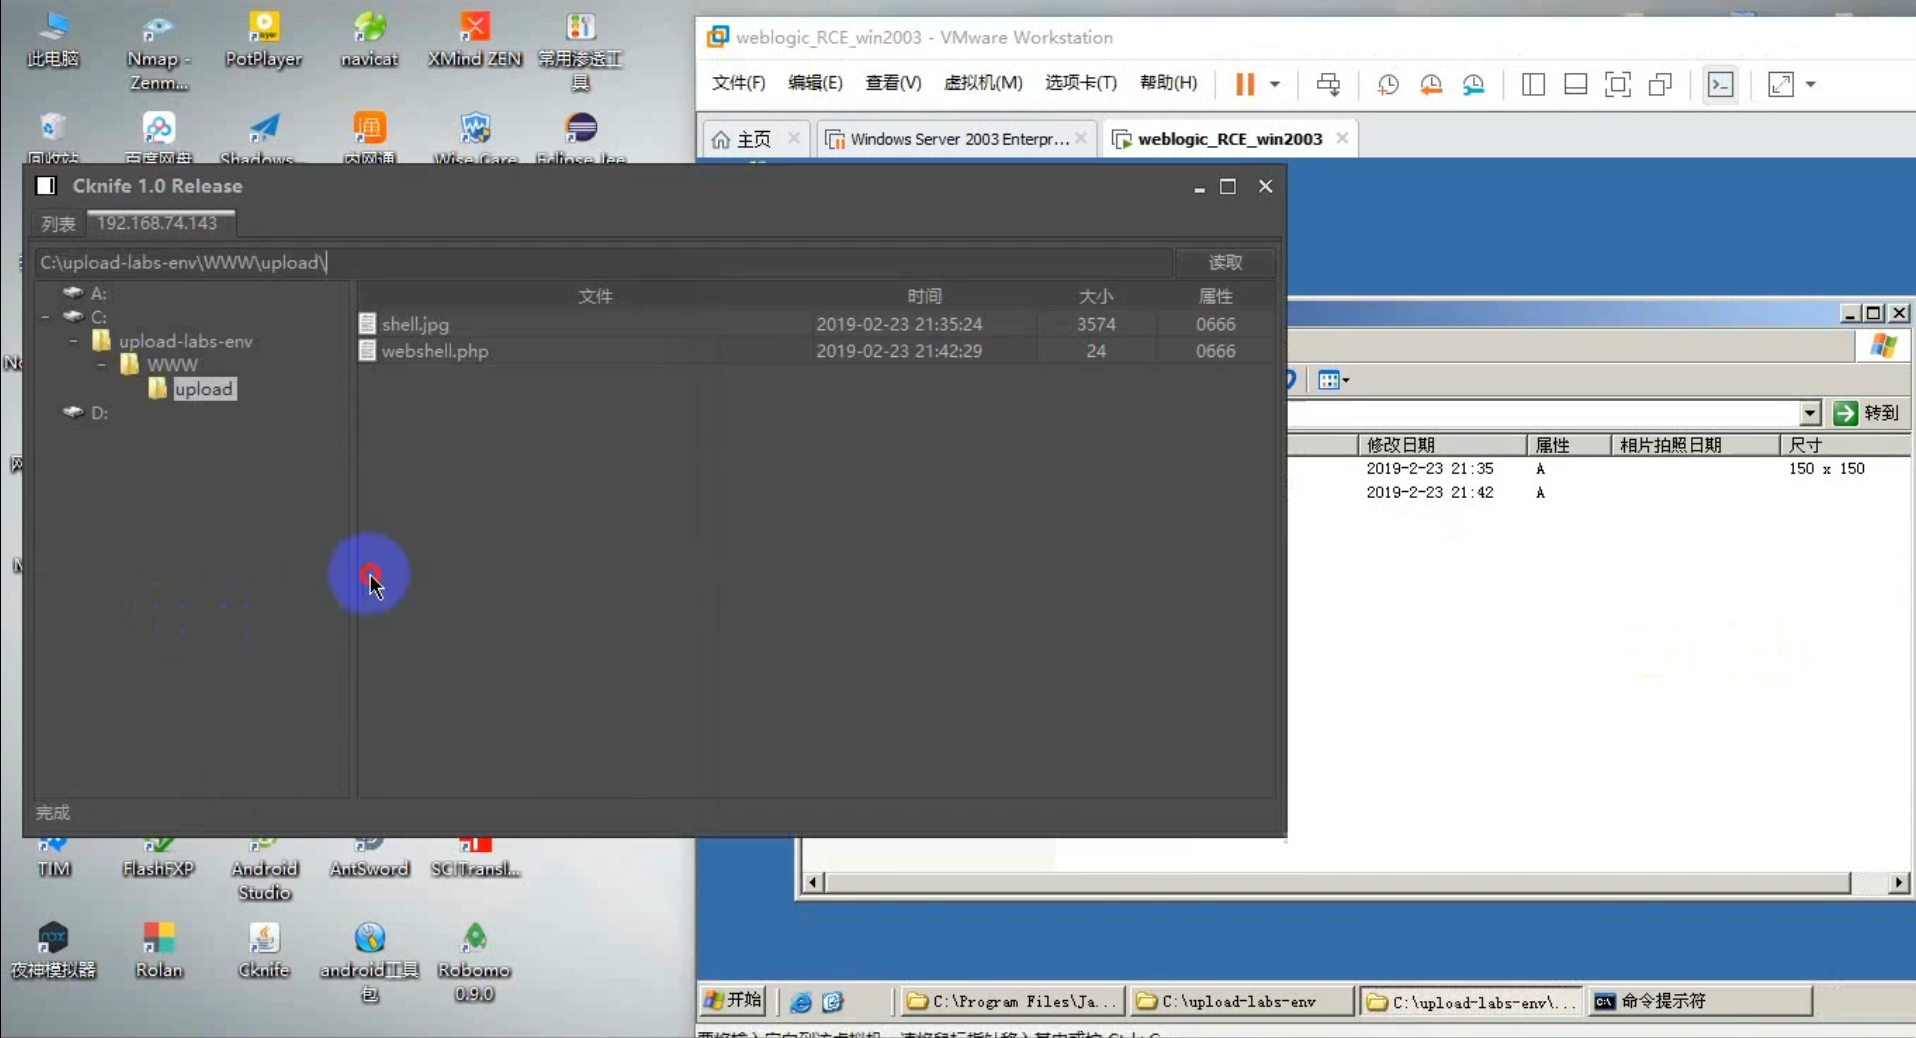 此电脑
Nmap - Zenm...
PotPlayer
navicat
XMind ZEN
常用渗透工具
weblogic_RCE_win2003 - VMware Workstation
文件(F) 编辑(E) 查看(V) 虚拟机(M) 选项卡(T) 帮助(H)
主页
Windows Server 2003 Enterpr...
weblogic_RCE_win2003
回收站
百度网盘
Shadows...
内网通
Wise Care
Eclipse Jee
Cknife 1.0 Release
列表 192.168.74.143
C:\upload-labs-env\WWW\upload\
读取
A:
C:
upload-labs-env
WWW
upload
D:
文件 时间 大小 属性
shell.jpg 2019-02-23 21:35:24 3574 0666
webshell.php 2019-02-23 21:42:29 24 0666
完成
转到
修改日期 属性 相片拍照日期 尺寸
2019-2-23 21:35 A 150 x 150
2019-2-23 21:42 A
TIM
FlashFXP
Android Studio
AntSword
SCITransl...
夜神模拟器
Rolan
Cknife
android工具包
Robomo 0.9.0
开始
C:\Program Files\Ja...
C:\upload-labs-env
C:\upload-labs-env\...
命令提示符